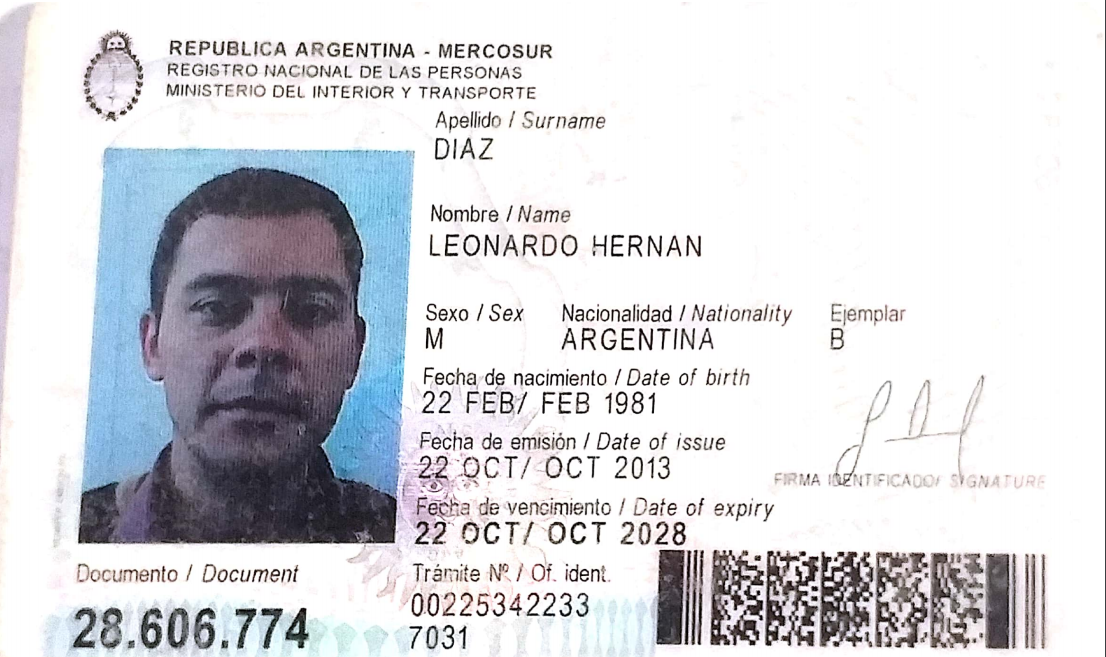 REPUBLICA ARGENTINA - MERCOSUR
REGISTRO NACIONAL DE LAS PERSONAS
MINISTERIO DEL INTERIOR Y TRANSPORTE
Apellido / Surname
DIAZ
Nombre / Name
LEONARDO HERNAN
Sexo / Sex Nacionalidad / Nationality Ejemplar
M ARGENTINA B
Fecha de nacimiento / Date of birth
22 FEB/ FEB 1981
Fecha de emisión / Date of issue
22 OCT/ OCT 2013
FIRMA IDENTIFICADO/ SIGNATURE
Fecha de vencimiento / Date of expiry
22 OCT/ OCT 2028
Documento / Document
28.606.774
Trámite Nº / Of. ident.
00225342233
7031